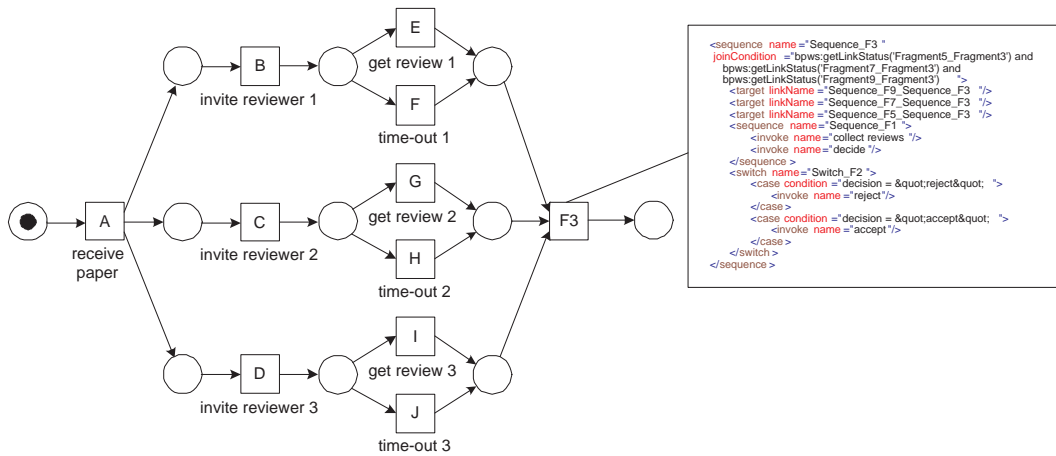 E
get review 1
B
invite reviewer 1
F
time-out 1
G
get review 2
A
receive
paper
C
invite reviewer 2
H
time-out 2
F3
I
get review 3
D
invite reviewer 3
J
time-out 3
<sequence name="Sequence_F3 "
joinCondition ="bpws:getLinkStatus('Fragment5_Fragment3') and
bpws:getLinkStatus('Fragment7_Fragment3') and
bpws:getLinkStatus('Fragment9_Fragment3') ">
<target linkName ="Sequence_F9_Sequence_F3 "/>
<target linkName ="Sequence_F7_Sequence_F3 "/>
<target linkName ="Sequence_F5_Sequence_F3 "/>
<sequence name="Sequence_F1 ">
<invoke name="collect reviews "/>
<invoke name="decide "/>
</sequence >
<switch name="Switch_F2 ">
<case condition ="decision = &quot;reject&quot; ">
<invoke name="reject"/>
</case>
<case condition ="decision = &quot;accept&quot; ">
<invoke name="accept"/>
</case>
</switch >
</sequence >